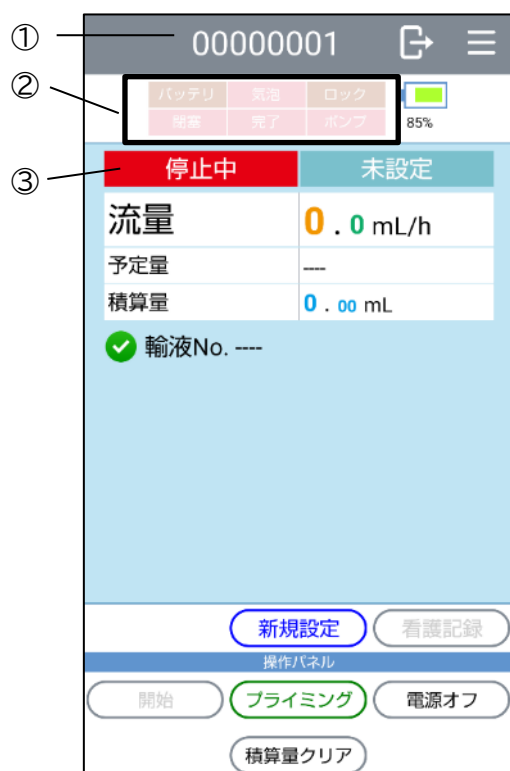 ① 00000001
② バッテリ 気泡 ロック
閉塞 完了 ポンプ 85%
③ 停止中 未設定
流量 0 . 0 mL/h
予定量 ----
積算量 0 . 00 mL
輸液No. ----
新規設定 看護記録
操作パネル
開始 プライミング 電源オフ
積算量クリア